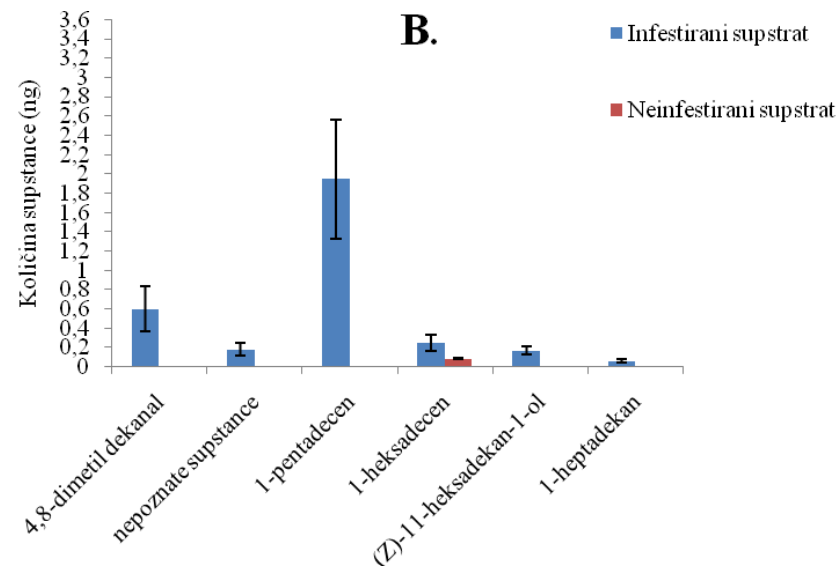 B.
Infestirani supstrat
Neinfestirani supstrat
Količina supstance (ng)
3,6
3,4
3,2
3
2,8
2,6
2,4
2,2
2
1,8
1,6
1,4
1,2
1
0,8
0,6
0,4
0,2
0
4,8-dimetil dekanal
nepoznate supstance
1-pentadecen
1-heksadecen
(Z)-11-heksadekan-1-ol
1-heptadekan